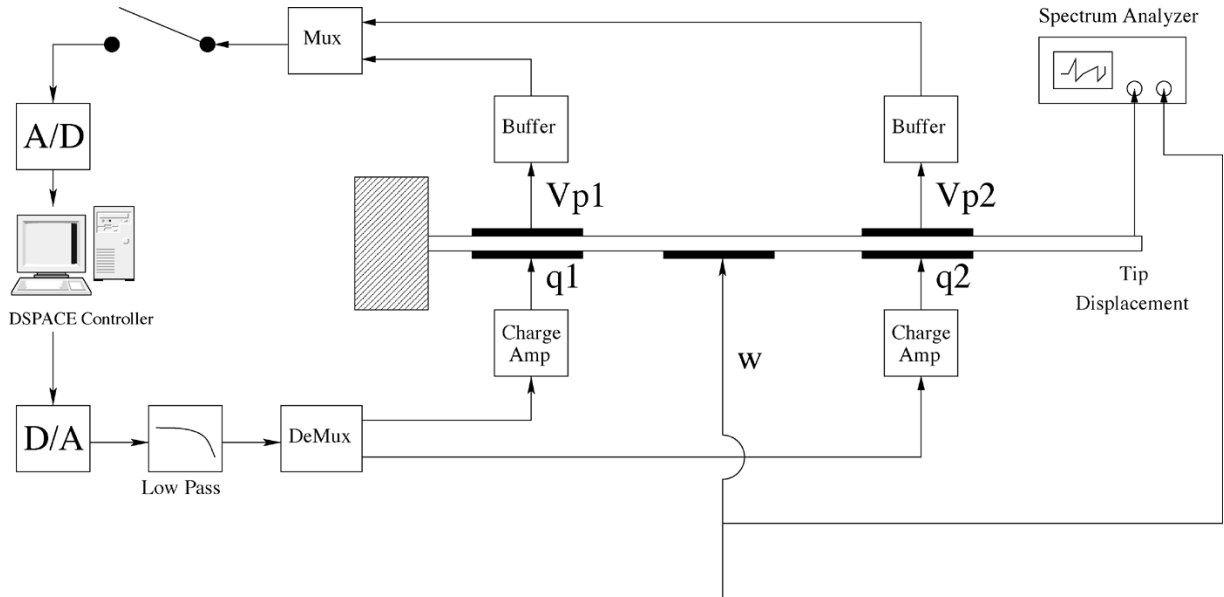 Spectrum Analyzer
Mux
A/D
Buffer
Buffer
Vp1
Vp2
q1
q2
Tip
Displacement
DSPACE Controller
Charge
Amp
Charge
Amp
w
D/A
DeMux
Low Pass